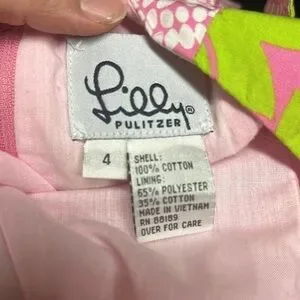 Lilly®
PULITZER
4
SHELL:
100% COTTON
LINING:
65% POLYESTER
35% COTTON
MADE IN VIETNAM
RN 88189
OVER FOR CARE